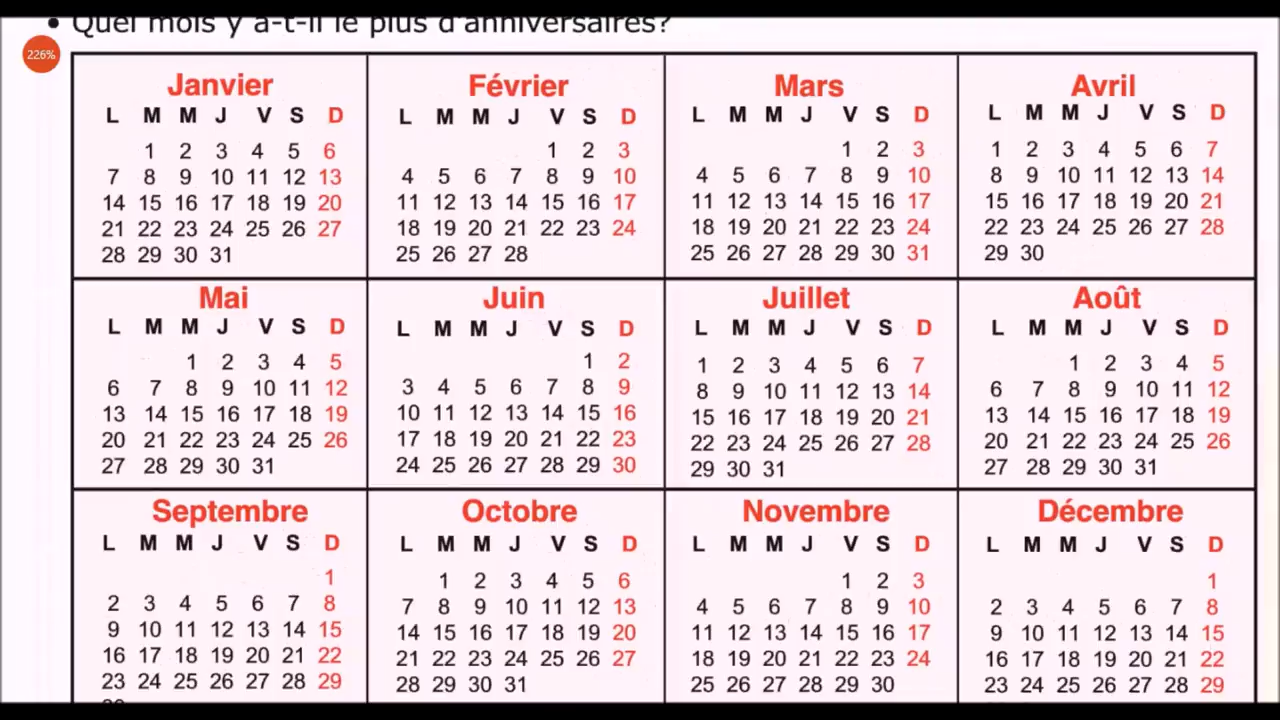 • Quel mois y a-t-il le plus d'anniversaires?
226%
Janvier
L M M J V S D
1 2 3 4 5 6
7 8 9 10 11 12 13
14 15 16 17 18 19 20
21 22 23 24 25 26 27
28 29 30 31
Février
L M M J V S D
1 2 3
4 5 6 7 8 9 10
11 12 13 14 15 16 17
18 19 20 21 22 23 24
25 26 27 28
Mars
L M M J V S D
1 2 3
4 5 6 7 8 9 10
11 12 13 14 15 16 17
18 19 20 21 22 23 24
25 26 27 28 29 30 31
Avril
L M M J V S D
1 2 3 4 5 6 7
8 9 10 11 12 13 14
15 16 17 18 19 20 21
22 23 24 25 26 27 28
29 30
Mai
L M M J V S D
1 2 3 4 5
6 7 8 9 10 11 12
13 14 15 16 17 18 19
20 21 22 23 24 25 26
27 28 29 30 31
Juin
L M M J V S D
1 2
3 4 5 6 7 8 9
10 11 12 13 14 15 16
17 18 19 20 21 22 23
24 25 26 27 28 29 30
Juillet
L M M J V S D
1 2 3 4 5 6 7
8 9 10 11 12 13 14
15 16 17 18 19 20 21
22 23 24 25 26 27 28
29 30 31
Août
L M M J V S D
1 2 3 4 5
6 7 8 9 10 11 12
13 14 15 16 17 18 19
20 21 22 23 24 25 26
27 28 29 30 31
Septembre
L M M J V S D
1
2 3 4 5 6 7 8
9 10 11 12 13 14 15
16 17 18 19 20 21 22
23 24 25 26 27 28 29
Octobre
L M M J V S D
1 2 3 4 5 6
7 8 9 10 11 12 13
14 15 16 17 18 19 20
21 22 23 24 25 26 27
28 29 30 31
Novembre
L M M J V S D
1 2 3
4 5 6 7 8 9 10
11 12 13 14 15 16 17
18 19 20 21 22 23 24
25 26 27 28 29 30
Décembre
L M M J V S D
1
2 3 4 5 6 7 8
9 10 11 12 13 14 15
16 17 18 19 20 21 22
23 24 25 26 27 28 29